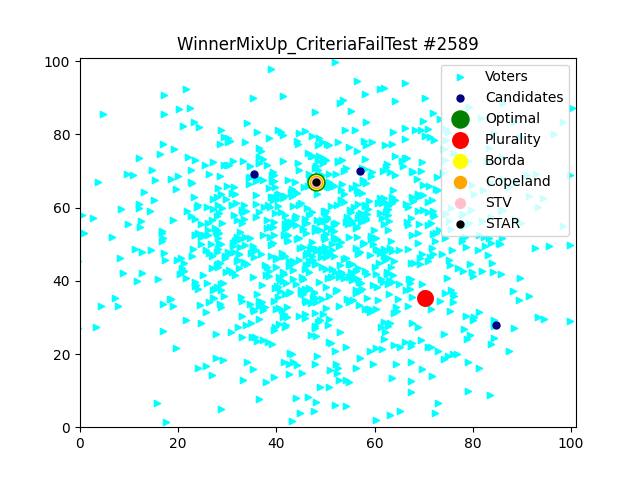 WinnerMixUp_CriteriaFailTest #2589
100
80
60
40
20
0
0 20 40 60 80 100
Voters
Candidates
Optimal
Plurality
Borda
Copeland
STV
STAR